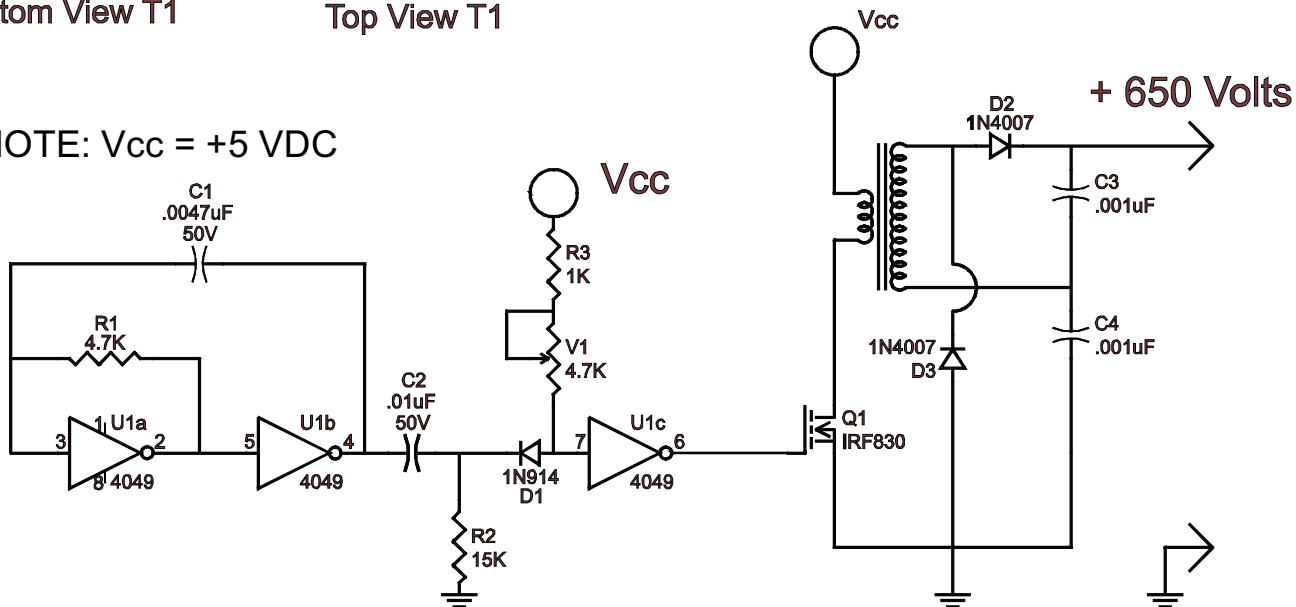 tom View T1
Top View T1
Vcc
+ 650 Volts
D2
1N4007
OTE: Vcc = +5 VDC
Vcc
C1
.0047uF
50V
C3
.001uF
R3
1K
R1
4.7K
V1
4.7K
C4
.001uF
1N4007
D3
C2
.01uF
50V
1
U1a
3
2
8
4049
U1b
5
4
4049
1N914
D1
U1c
7
6
4049
Q1
IRF830
R2
15K